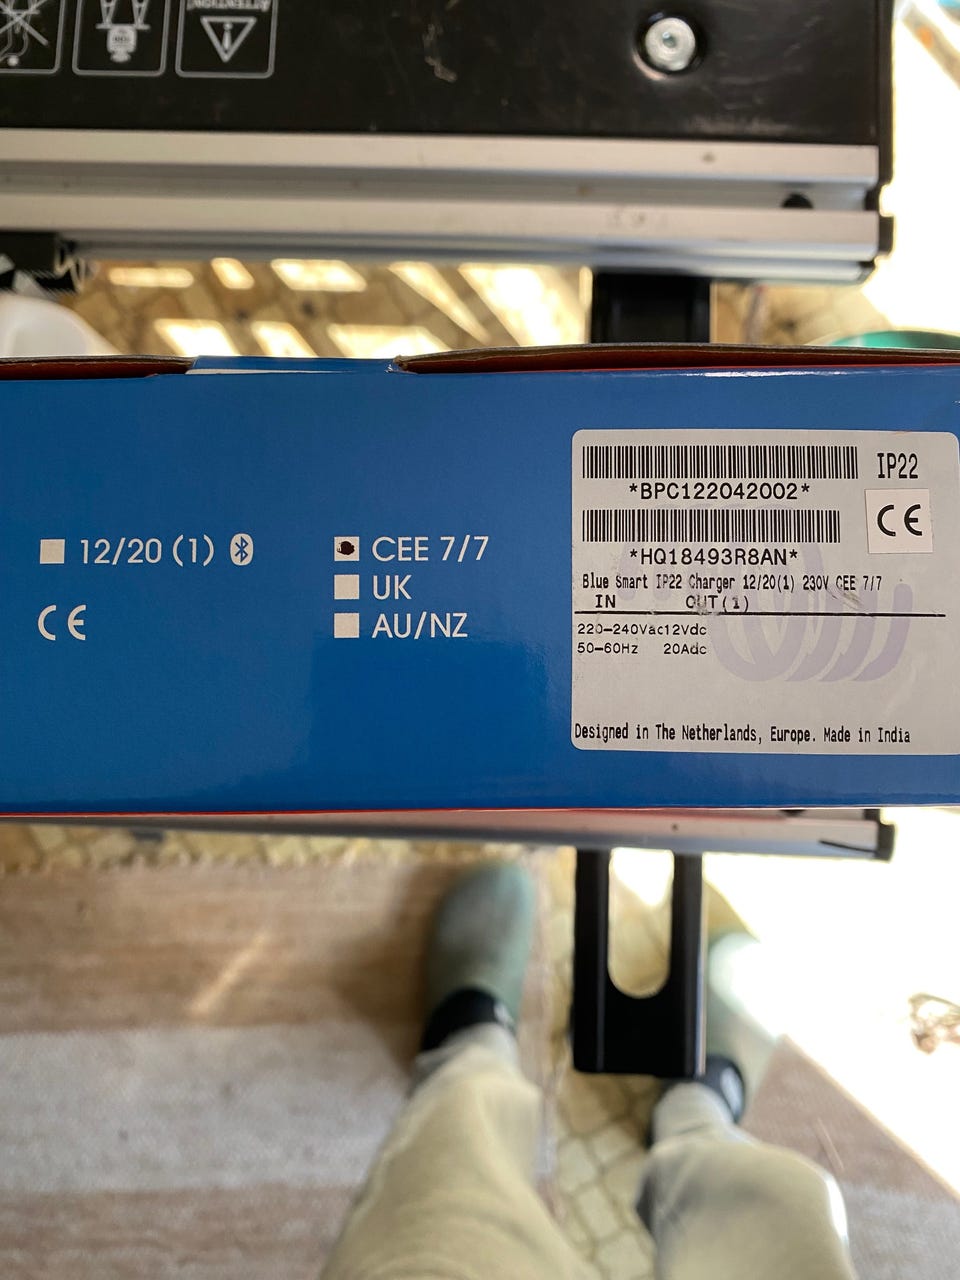 ATTENTION!
12/20 (1)
CE
CEE 7/7
UK
AU/NZ
IP22
*BPC122042002*
CE
*HQ18493R8AN*
Blue Smart IP22 Charger 12/20(1) 230V CEE 7/7
IN OUT(1)
220-240Vac12Vdc
50-60Hz 20Adc
Designed in The Netherlands, Europe. Made in India